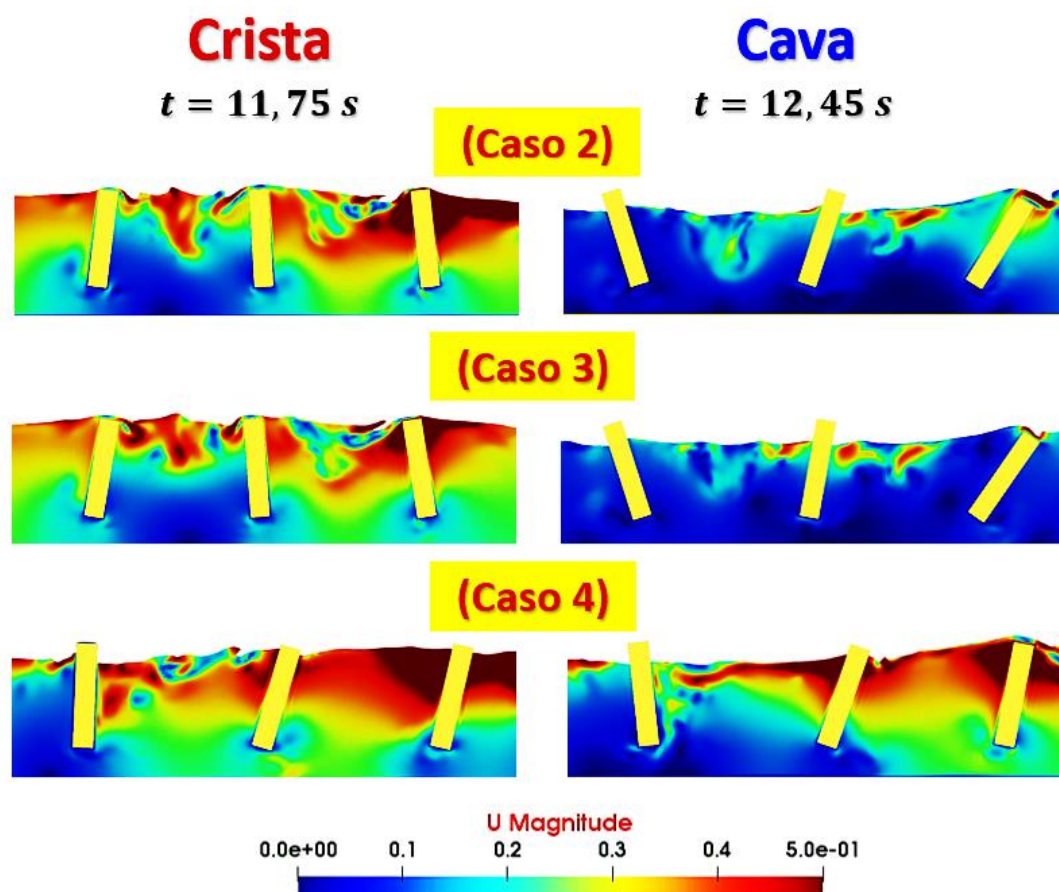 Crista
Cava
t = 11,75 s
t = 12,45 s
(Caso 2)
(Caso 3)
(Caso 4)
U Magnitude
0.0e+00 0.1 0.2 0.3 0.4 5.0e-01